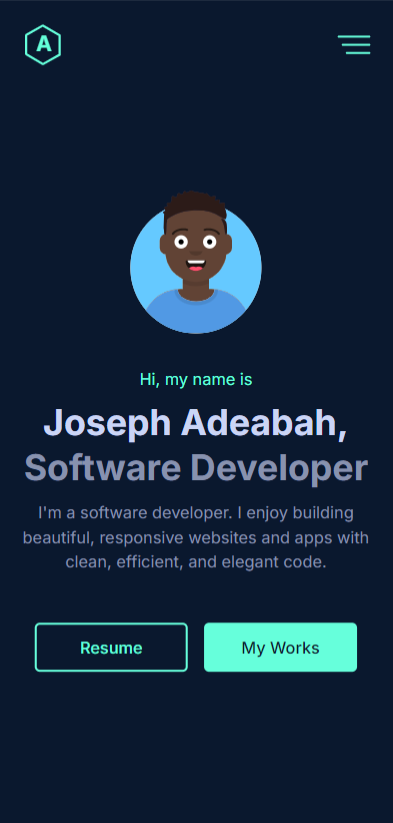 A
Hi, my name is
Joseph Adeabah,
Software Developer
I'm a software developer. I enjoy building
beautiful, responsive websites and apps with
clean, efficient, and elegant code.
Resume
My Works